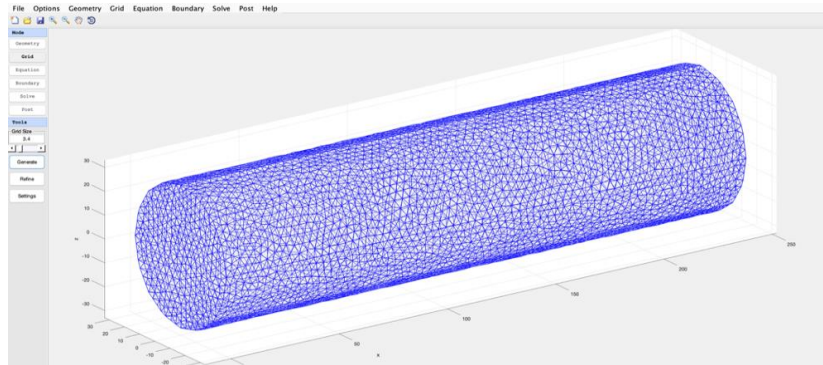 File Options Geometry Grid Equation Boundary Solve Post Help
Mode
Geometry
Grid
Equation
Boundary
Solve
Post
Tools
Grid Size
Generate
Refine
Settings
30
20
10
0
-10
-20
-30
z
30
20
10
0
-10
-20
50
100
150
200
250
x